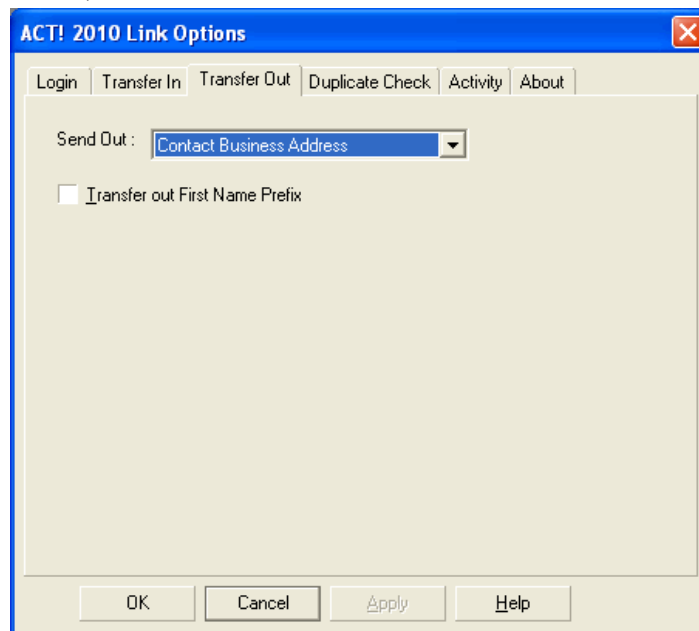 ACT! 2010 Link Options
Login Transfer In Transfer Out Duplicate Check Activity About
Send Out : Contact Business Address
Transfer out First Name Prefix
OK Cancel Apply Help